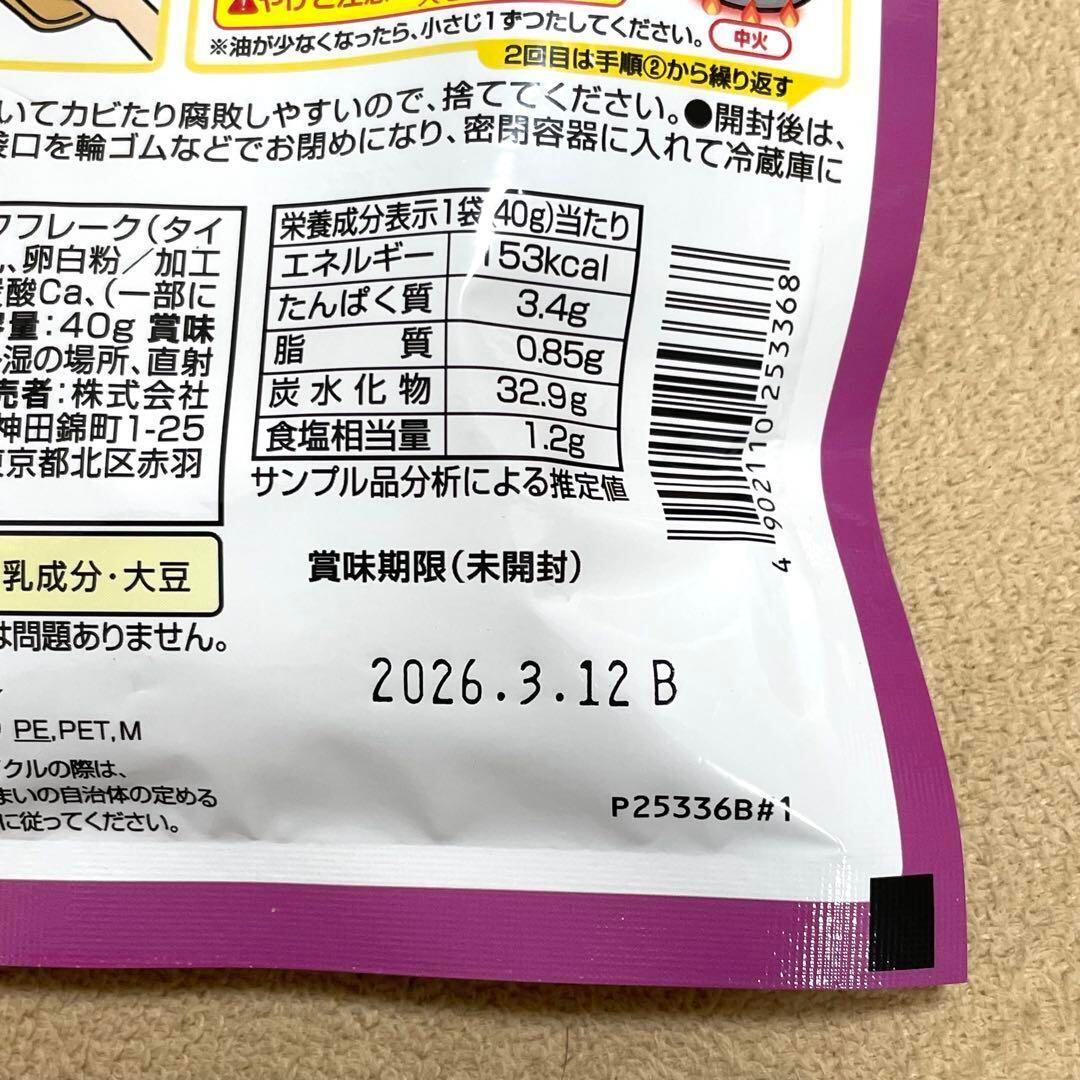 ※油が少なくなったら、小さじ1ずつたしてください。
中火
2回目は手順②から繰り返す
いてカビたり腐敗しやすいので、捨ててください。●開封後は、
袋口を輪ゴムなどでお閉めになり、密閉容器に入れて冷蔵庫に
フフレーク(タイ
、卵白粉／加工
炭酸Ca、(一部に
容量：40g 賞味
湿の場所、直射
売者：株式会社
神田錦町1-25
東京都北区赤羽
乳成分・大豆
は問題ありません。
PE,PET,M
クルの際は、
まいの自治体の定める
に従ってください。
栄養成分表示1袋(40g)当たり
エネルギー 153kcal
たんぱく質 3.4g
脂質 0.85g
炭水化物 32.9g
食塩相当量 1.2g
サンプル品分析による推定値
4 902110 253368
賞味期限(未開封)
2026.3.12 B
P25336B#1